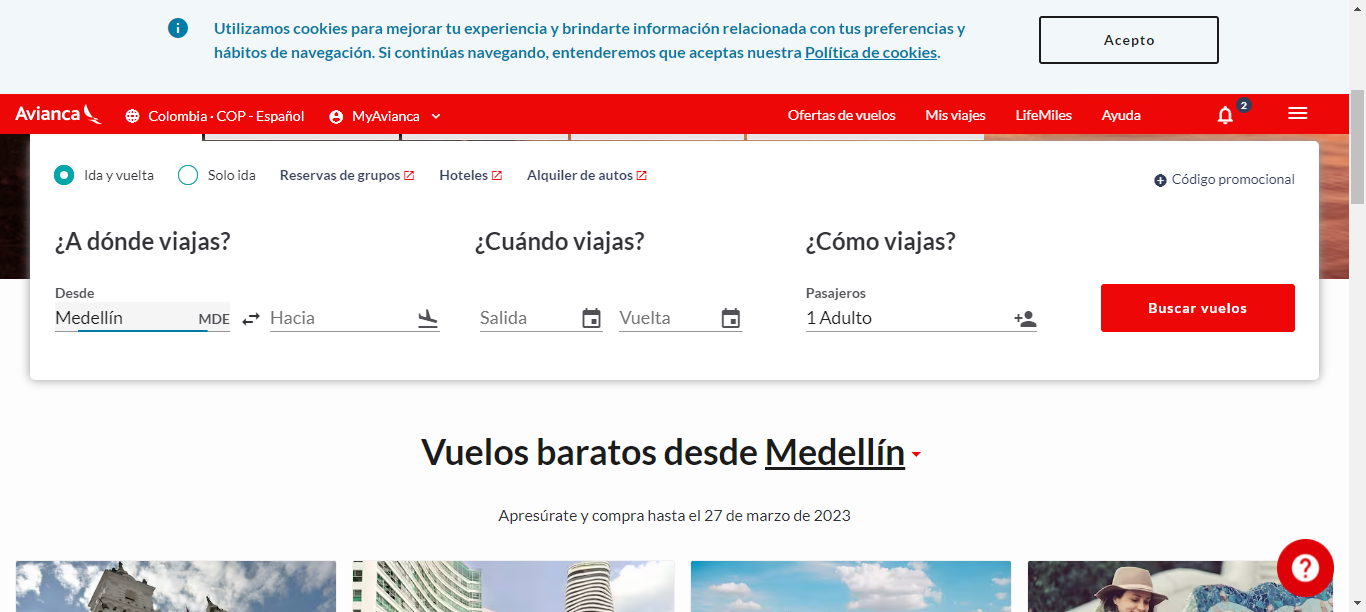 Utilizamos cookies para mejorar tu experiencia y brindarte información relacionada con tus preferencias y
hábitos de navegación. Si continúas navegando, entenderemos que aceptas nuestra Política de cookies.
Acepto
Avianca
Colombia · COP - Español
MyAvianca
Ofertas de vuelos
Mis viajes
LifeMiles
Ayuda
2
Ida y vuelta
Solo ida
Reservas de grupos
Hoteles
Alquiler de autos
Código promocional
¿A dónde viajas?
¿Cuándo viajas?
¿Cómo viajas?
Desde
Medellín MDE
Hacia
Salida
Vuelta
Pasajeros
1 Adulto
Buscar vuelos
Vuelos baratos desde Medellín
Apresúrate y compra hasta el 27 de marzo de 2023